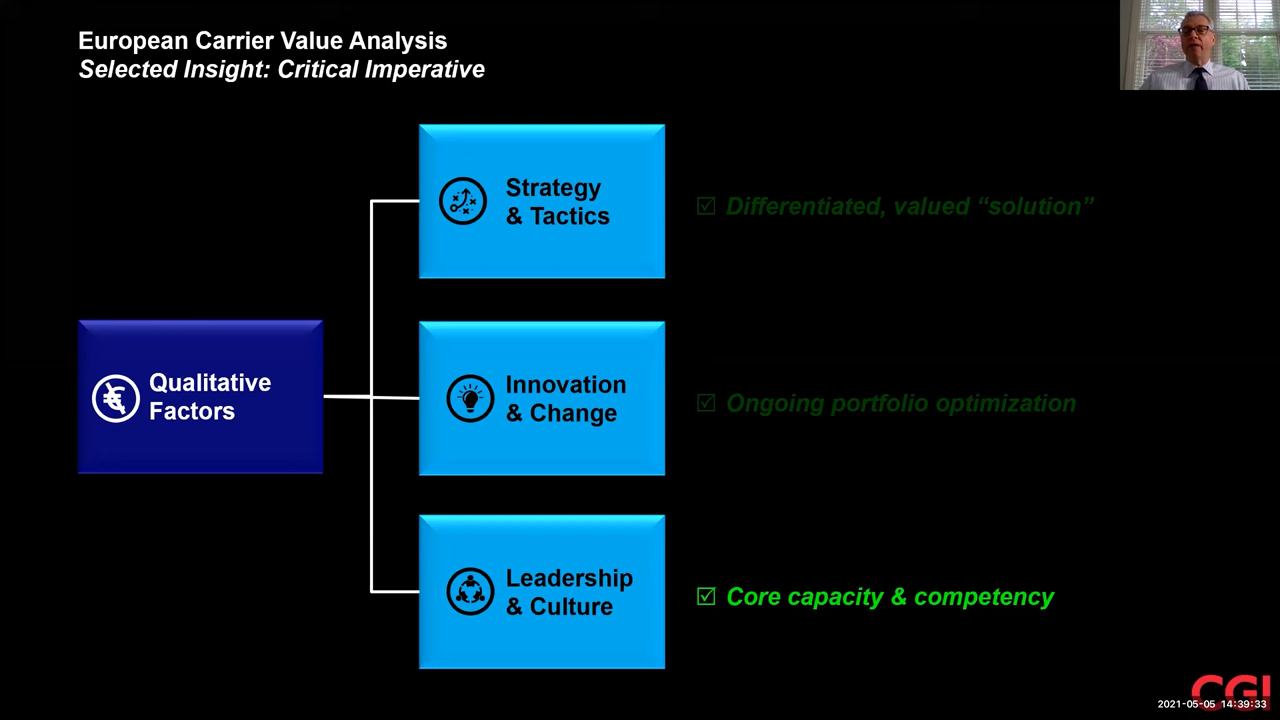 European Carrier Value Analysis
Selected Insight: Critical Imperative
Strategy
& Tactics
☑ Differentiated, valued “solution”
Qualitative
Factors
Innovation
& Change
☑ Ongoing portfolio optimization
Leadership
& Culture
☑ Core capacity & competency
CGI
2021-05-05 14:39:33